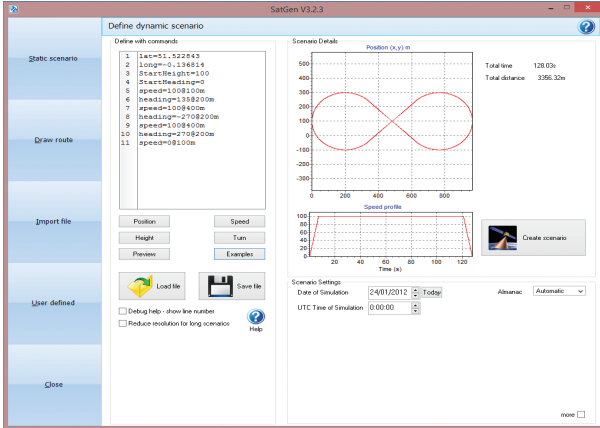 SatGen V3.2.3
Define dynamic scenario
Static scenario
Draw route
Import file
User defined
Close
Define with commands
1 lat=51.522843
2 long=-0.136814
3 StartHeight=100
4 StartHeading=0
5 speed=100@100m
6 heading=135@200m
7 speed=100@400m
8 heading=-270@200m
9 speed=100@400m
10 heading=270@200m
11 speed=0@100m
Position Speed
Height Turn
Preview Examples
Load file Save file
Debug help - show line number
Reduce resolution for long scenarios
Help
Scenario Details
Position (x,y) m
500
400
300
200
100
0
-100
-200
-300
0 200 400 600 800
Total time 128.03s
Total distance 3356.32m
Speed profile
100
80
60
40
20
0
20 40 60 80 100 120
Time (s)
Create scenario
Scenario Settings
Date of Simulation 24/01/2012 Today
Almanac Automatic
UTC Time of Simulation 0:00:00
more